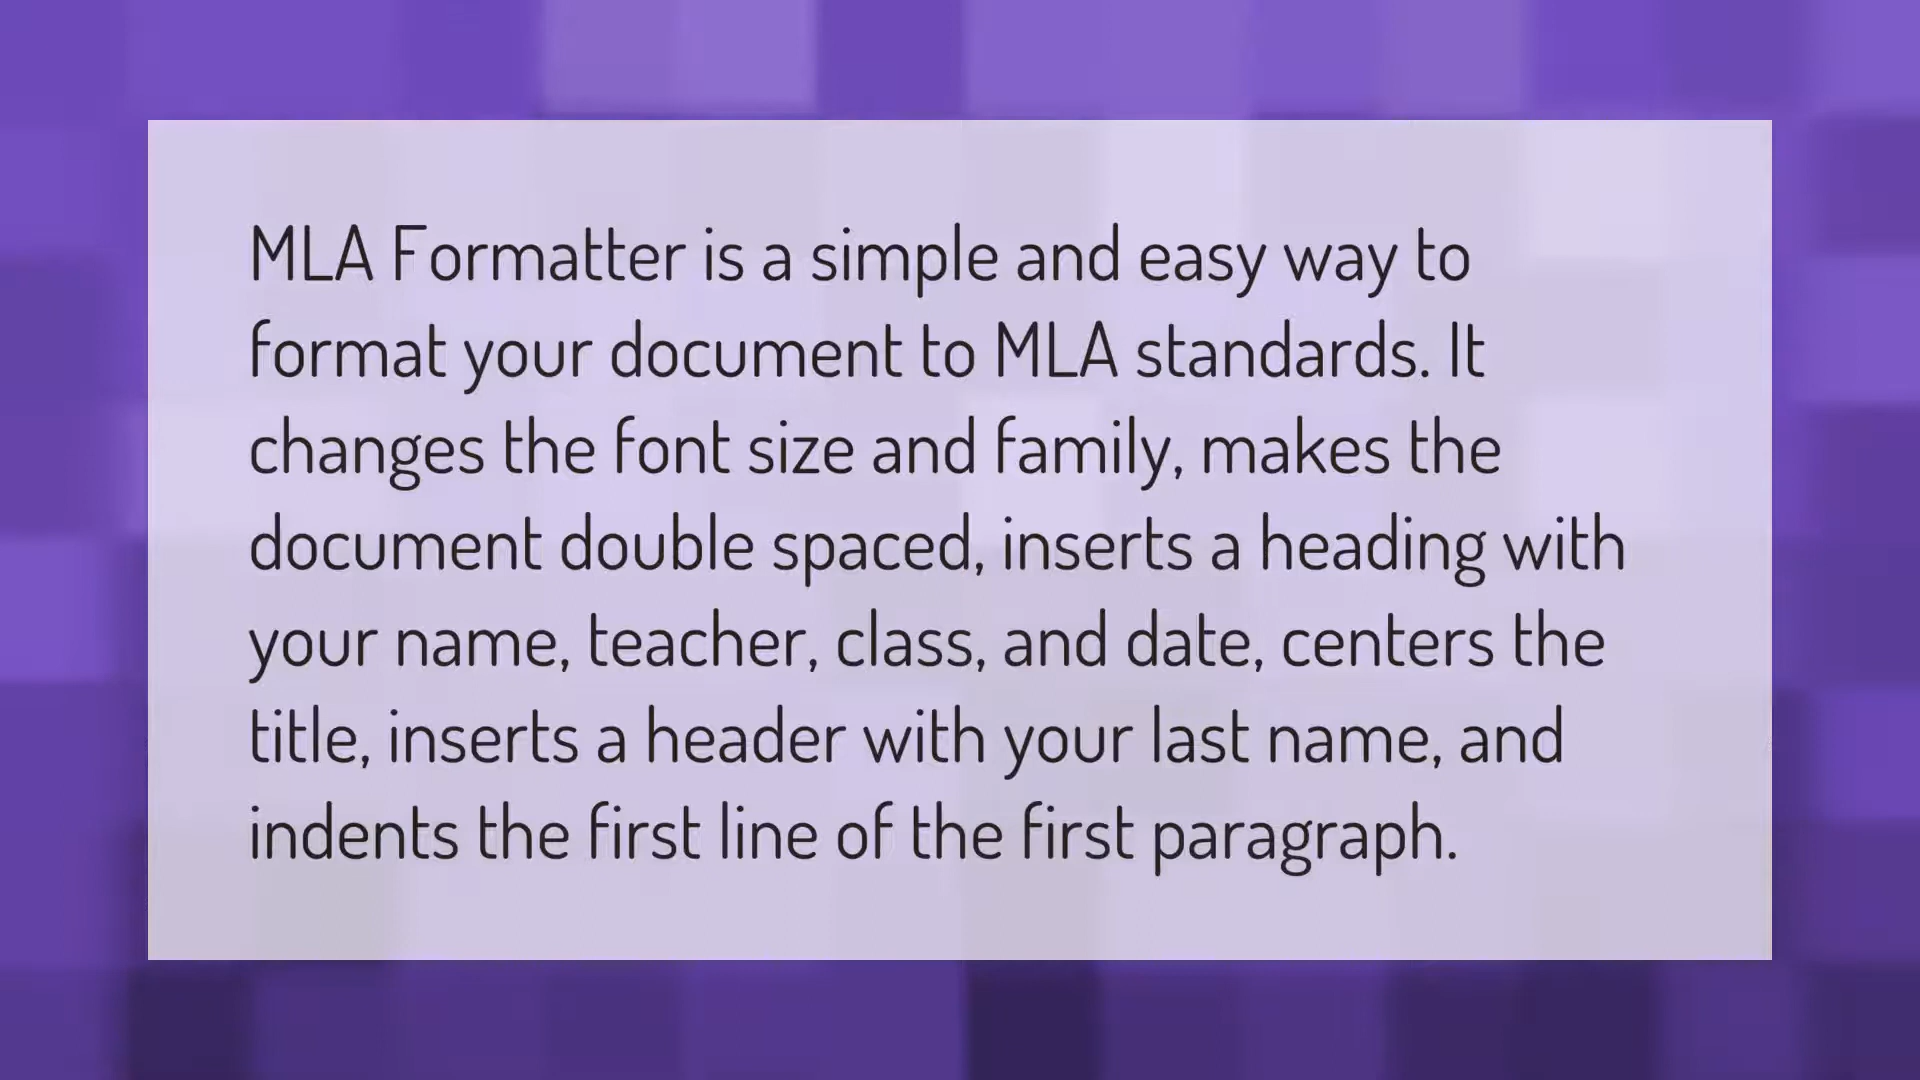 MLA Formatter is a simple and easy way to
format your document to MLA standards. It
changes the font size and family, makes the
document double spaced, inserts a heading with
your name, teacher, class, and date, centers the
title, inserts a header with your last name, and
indents the first line of the first paragraph.